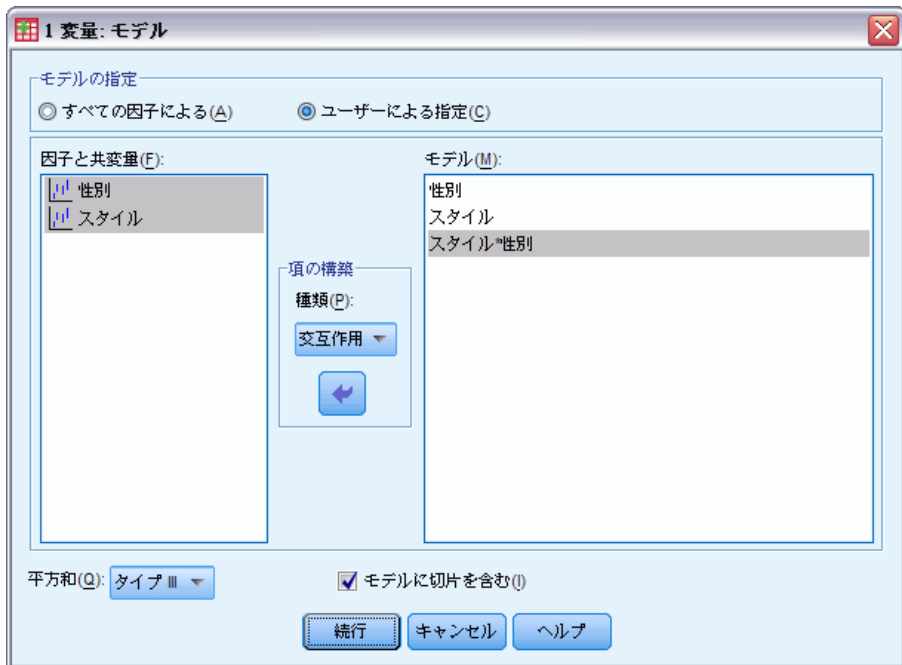 1 変量: モデル
モデルの指定
すべての因子による(A)
ユーザーによる指定(C)
因子と共変量(F):
性別
スタイル
項の構築
種類(P):
交互作用
モデル(M):
性別
スタイル
スタイル*性別
平方和(Q):
タイプ III
モデルに切片を含む(I)
続行
キャンセル
ヘルプ